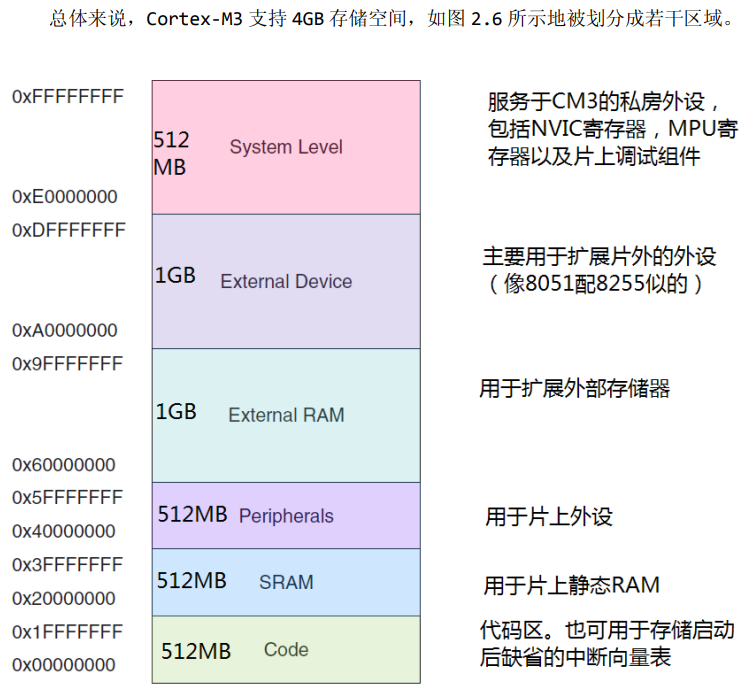 总体来说，Cortex-M3 支持 4GB 存储空间，如图 2.6 所示地被划分成若干区域。
0xFFFFFFFF
512
MB
System Level
服务于CM3的私房外设，
包括NVIC寄存器，MPU寄
存器以及片上调试组件
0xE0000000
0xDFFFFFFF
1GB External Device
主要用于扩展片外的外设
（像8051配8255似的）
0xA0000000
0x9FFFFFFF
1GB External RAM
用于扩展外部存储器
0x60000000
0x5FFFFFFF
512MB Peripherals
用于片上外设
0x40000000
0x3FFFFFFF
512MB SRAM
用于片上静态RAM
0x20000000
0x1FFFFFFF
512MB Code
代码区。也可用于存储启动
后缺省的中断向量表
0x00000000